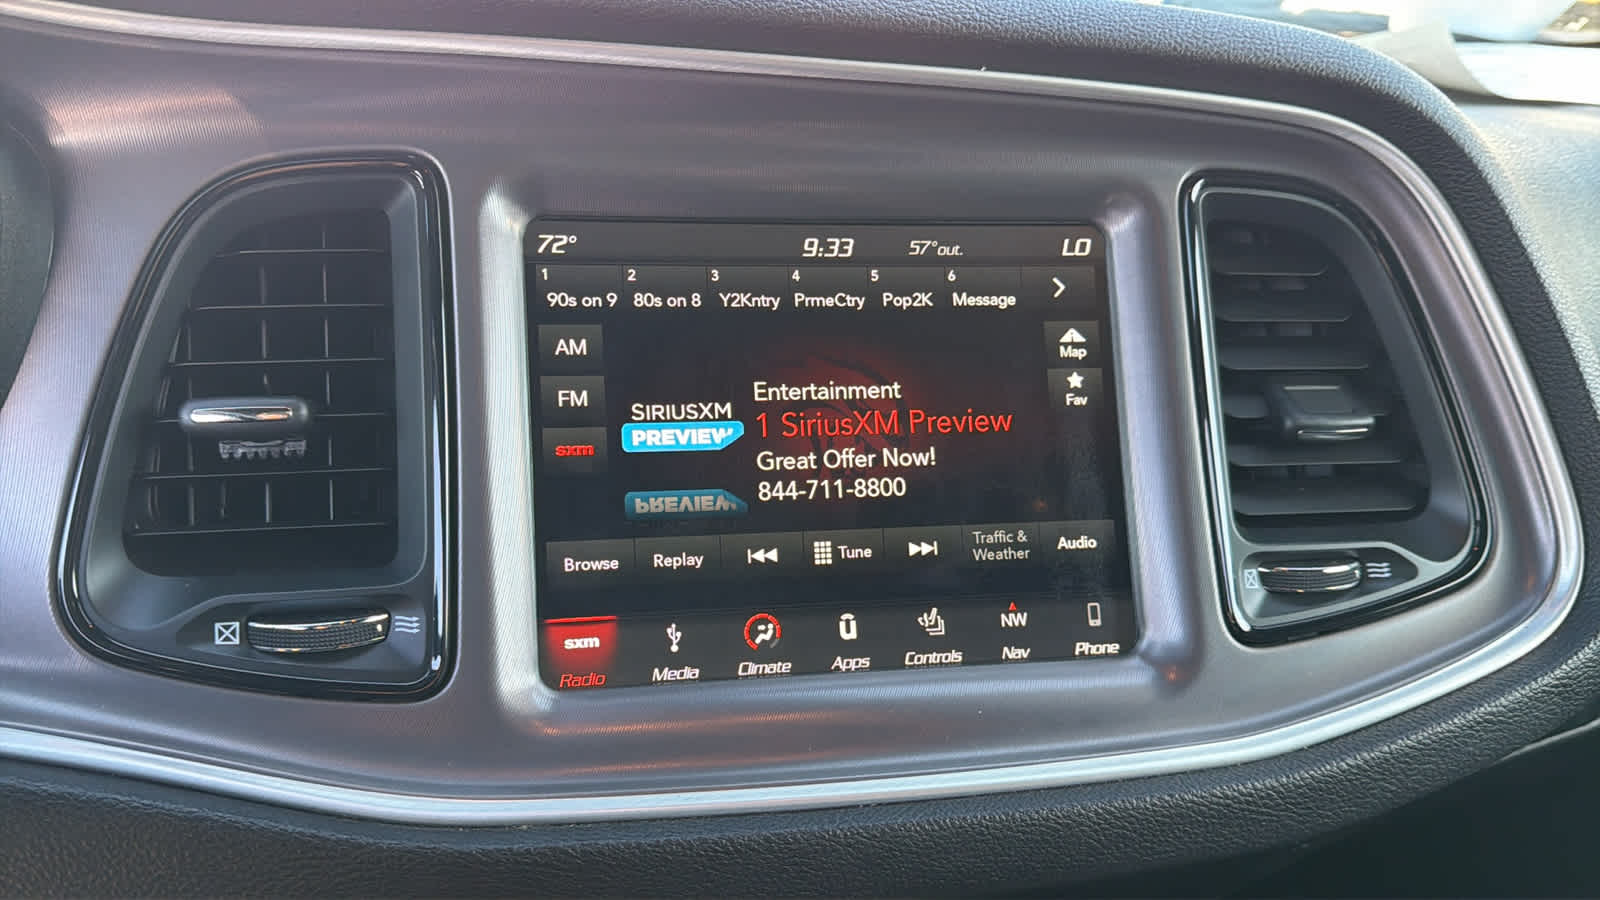 72° 9:33 57°out. LO
1 2 3 4 5 6
90s on 9 80s on 8 Y2Kntry PrmeCtry Pop2K Message
AM
Map
FM
Fav
sxm
SIRIUSXM
PREVIEW
PREVIEW
Entertainment
1 SiriusXM Preview
Great Offer Now!
844-711-8800
Browse Replay Tune Traffic &
Weather Audio
sxm NW
Radio Media Climate Apps Controls Nav Phone